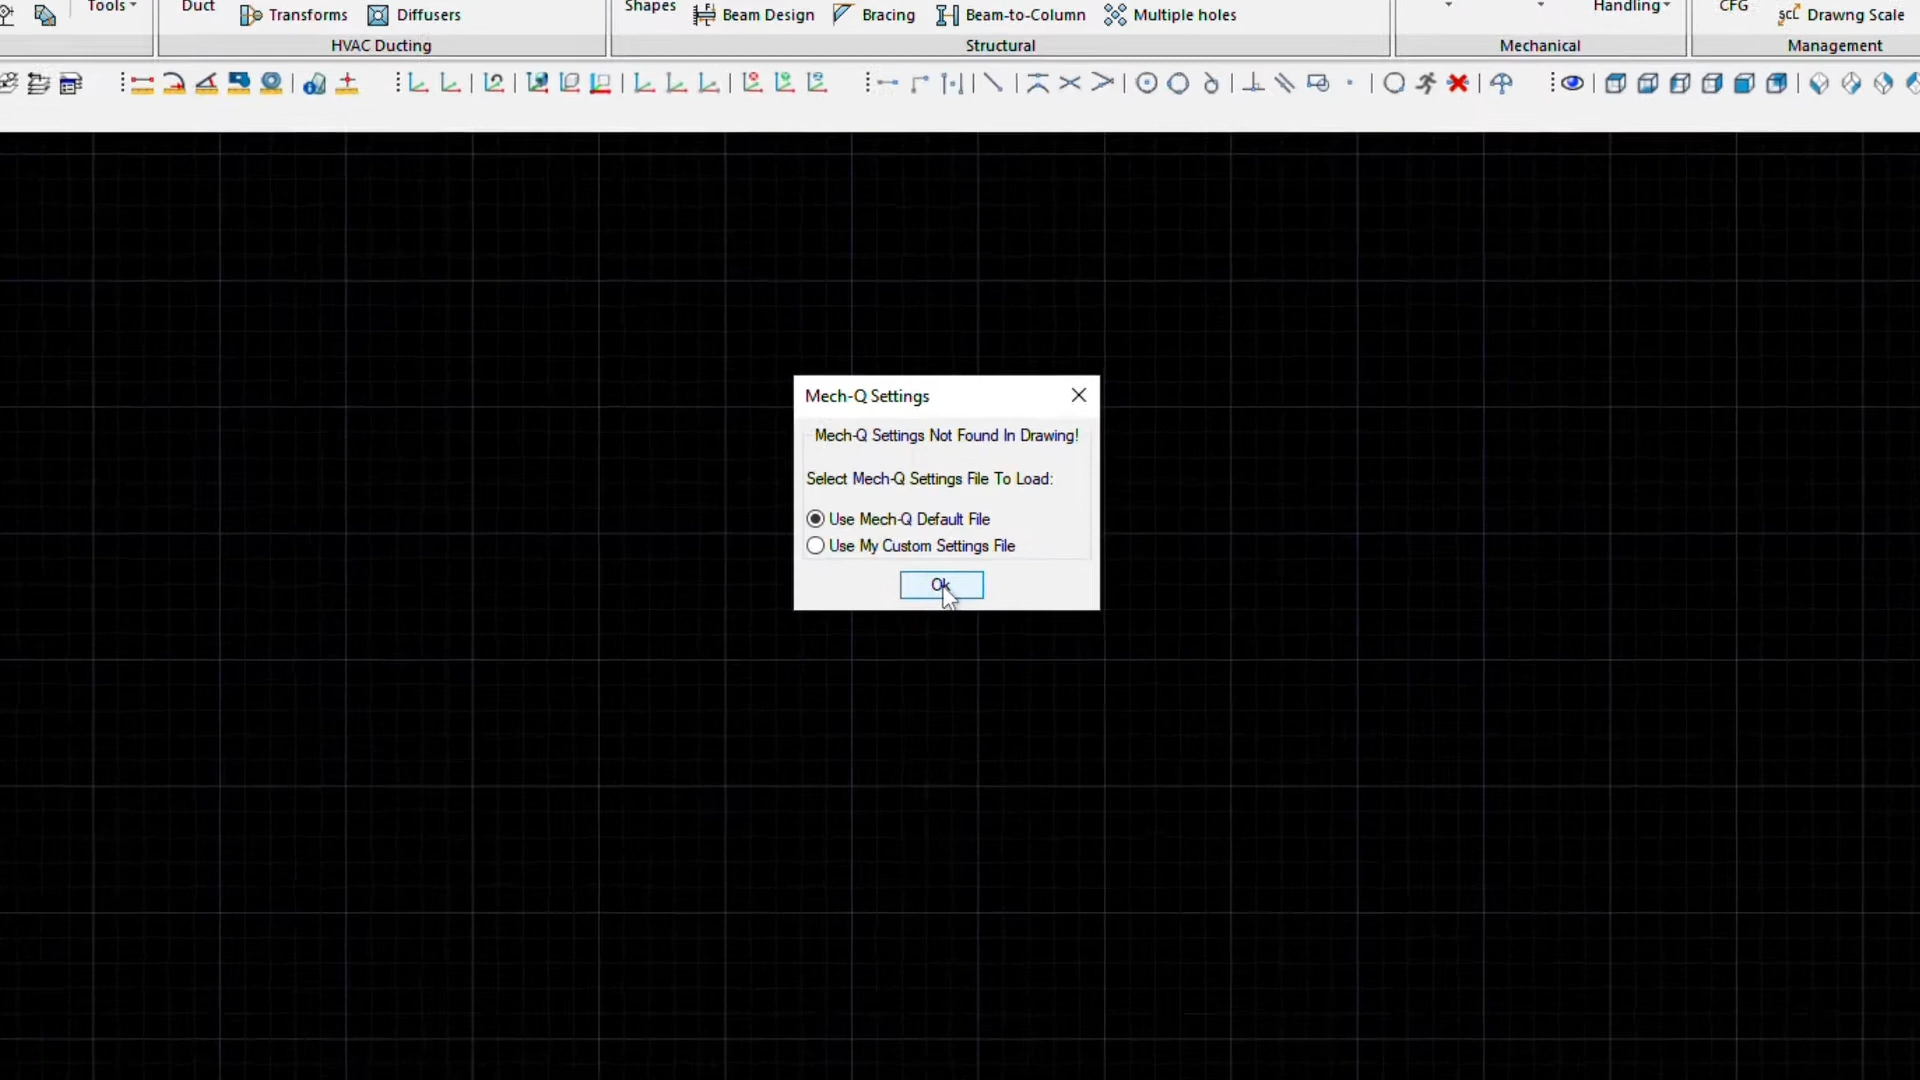 Tools
Duct
Transforms
Diffusers
HVAC Ducting
Shapes
Beam Design
Bracing
Beam-to-Column
Multiple holes
Structural
Handling
Mechanical
CFG
SCL Drawng Scale
Management
Mech-Q Settings
Mech-Q Settings Not Found In Drawing!
Select Mech-Q Settings File To Load:
Use Mech-Q Default File
Use My Custom Settings File
Ok